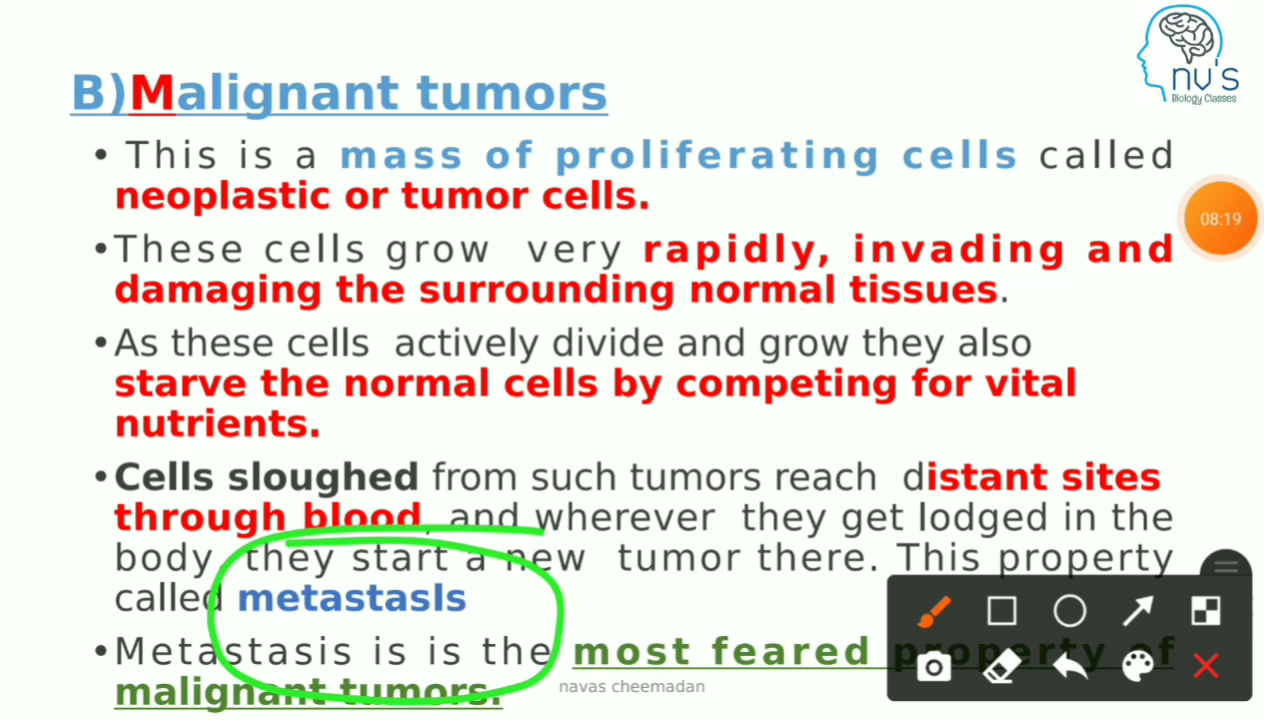 nv's
Biology Classes
B)Malignant tumors
• This is a mass of proliferating cells called
neoplastic or tumor cells.
08:19
•These cells grow very rapidly, invading and
damaging the surrounding normal tissues.
•As these cells actively divide and grow they also
starve the normal cells by competing for vital
nutrients.
•Cells sloughed from such tumors reach distant sites
through blood, and wherever they get lodged in the
body, they start a new tumor there. This property
called metastasIs
•Metastasis is is the most feared property of
malignant tumors.
navas cheemadan